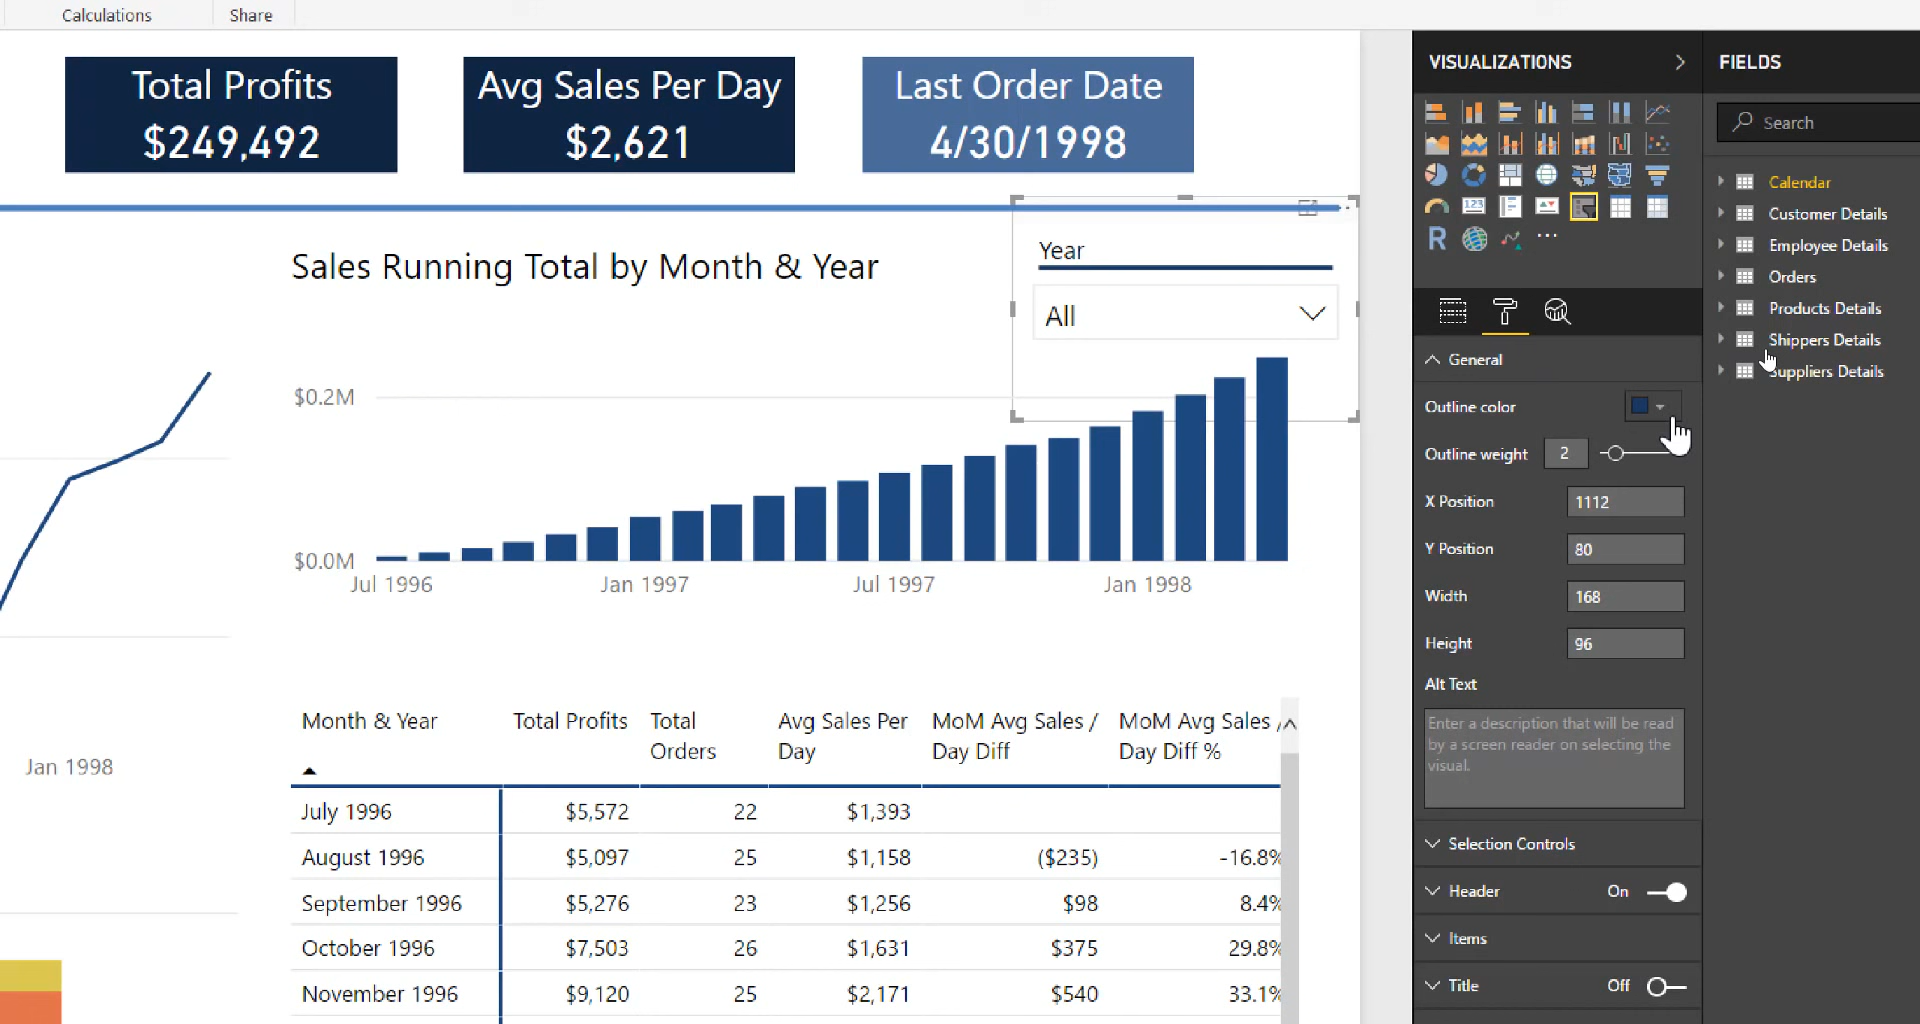 Calculations
Share
Total Profits
$249,492
Avg Sales Per Day
$2,621
Last Order Date
4/30/1998
Sales Running Total by Month & Year
Year
All
$0.2M
$0.0M
Jul 1996 Jan 1997 Jul 1997 Jan 1998
Jan 1998
Month & Year Total Profits Total Orders Avg Sales Per Day MoM Avg Sales / Day Diff MoM Avg Sales / Day Diff %
July 1996 $5,572 22 $1,393
August 1996 $5,097 25 $1,158 ($235) -16.8%
September 1996 $5,276 23 $1,256 $98 8.4%
October 1996 $7,503 26 $1,631 $375 29.8%
November 1996 $9,120 25 $2,171 $540 33.1%
VISUALIZATIONS
123
R
General
Outline color
Outline weight 2
X Position 1112
Y Position 80
Width 168
Height 96
Alt Text
Enter a description that will be read
by a screen reader on selecting the
visual.
Selection Controls
Header On
Items
Title Off
FIELDS
Search
Calendar
Customer Details
Employee Details
Orders
Products Details
Shippers Details
Suppliers Details